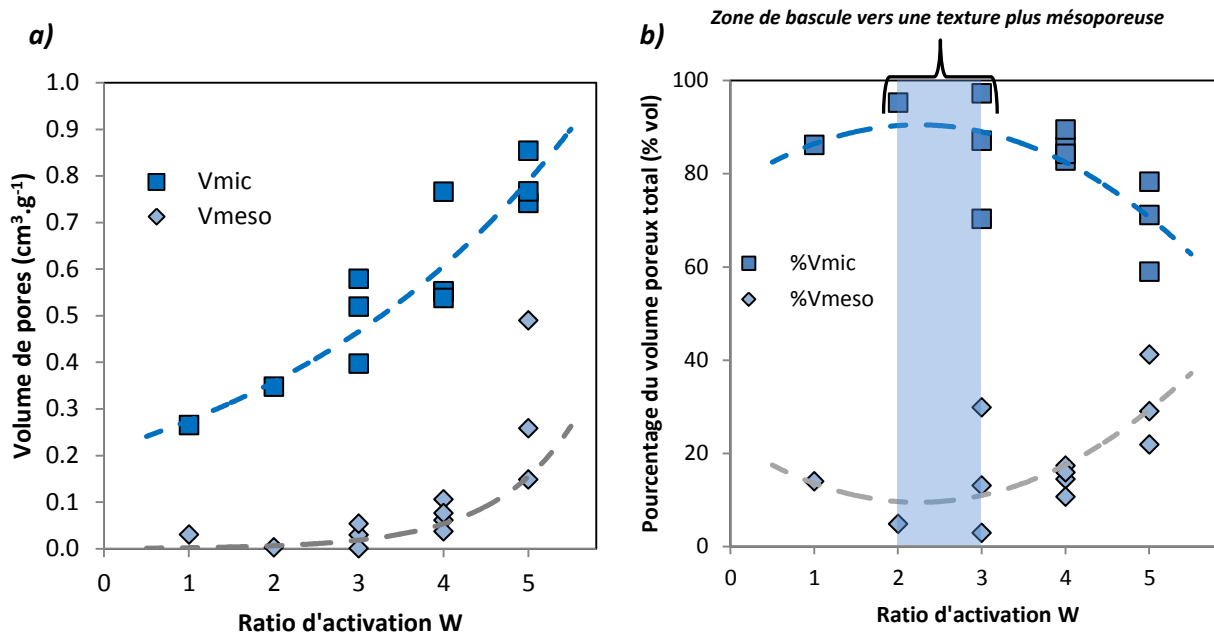 Zone de bascule vers une texture plus mésoporeuse
a)
Volume de pores (cm³.g⁻¹)
1.0
0.9
0.8
0.7
0.6
0.5
0.4
0.3
0.2
0.1
0.0
Vmic
Vmeso
0 1 2 3 4 5
Ratio d'activation W
b)
Pourcentage du volume poreux total (% vol)
100
80
60
40
20
0
%Vmic
%Vmeso
0 1 2 3 4 5
Ratio d'activation W